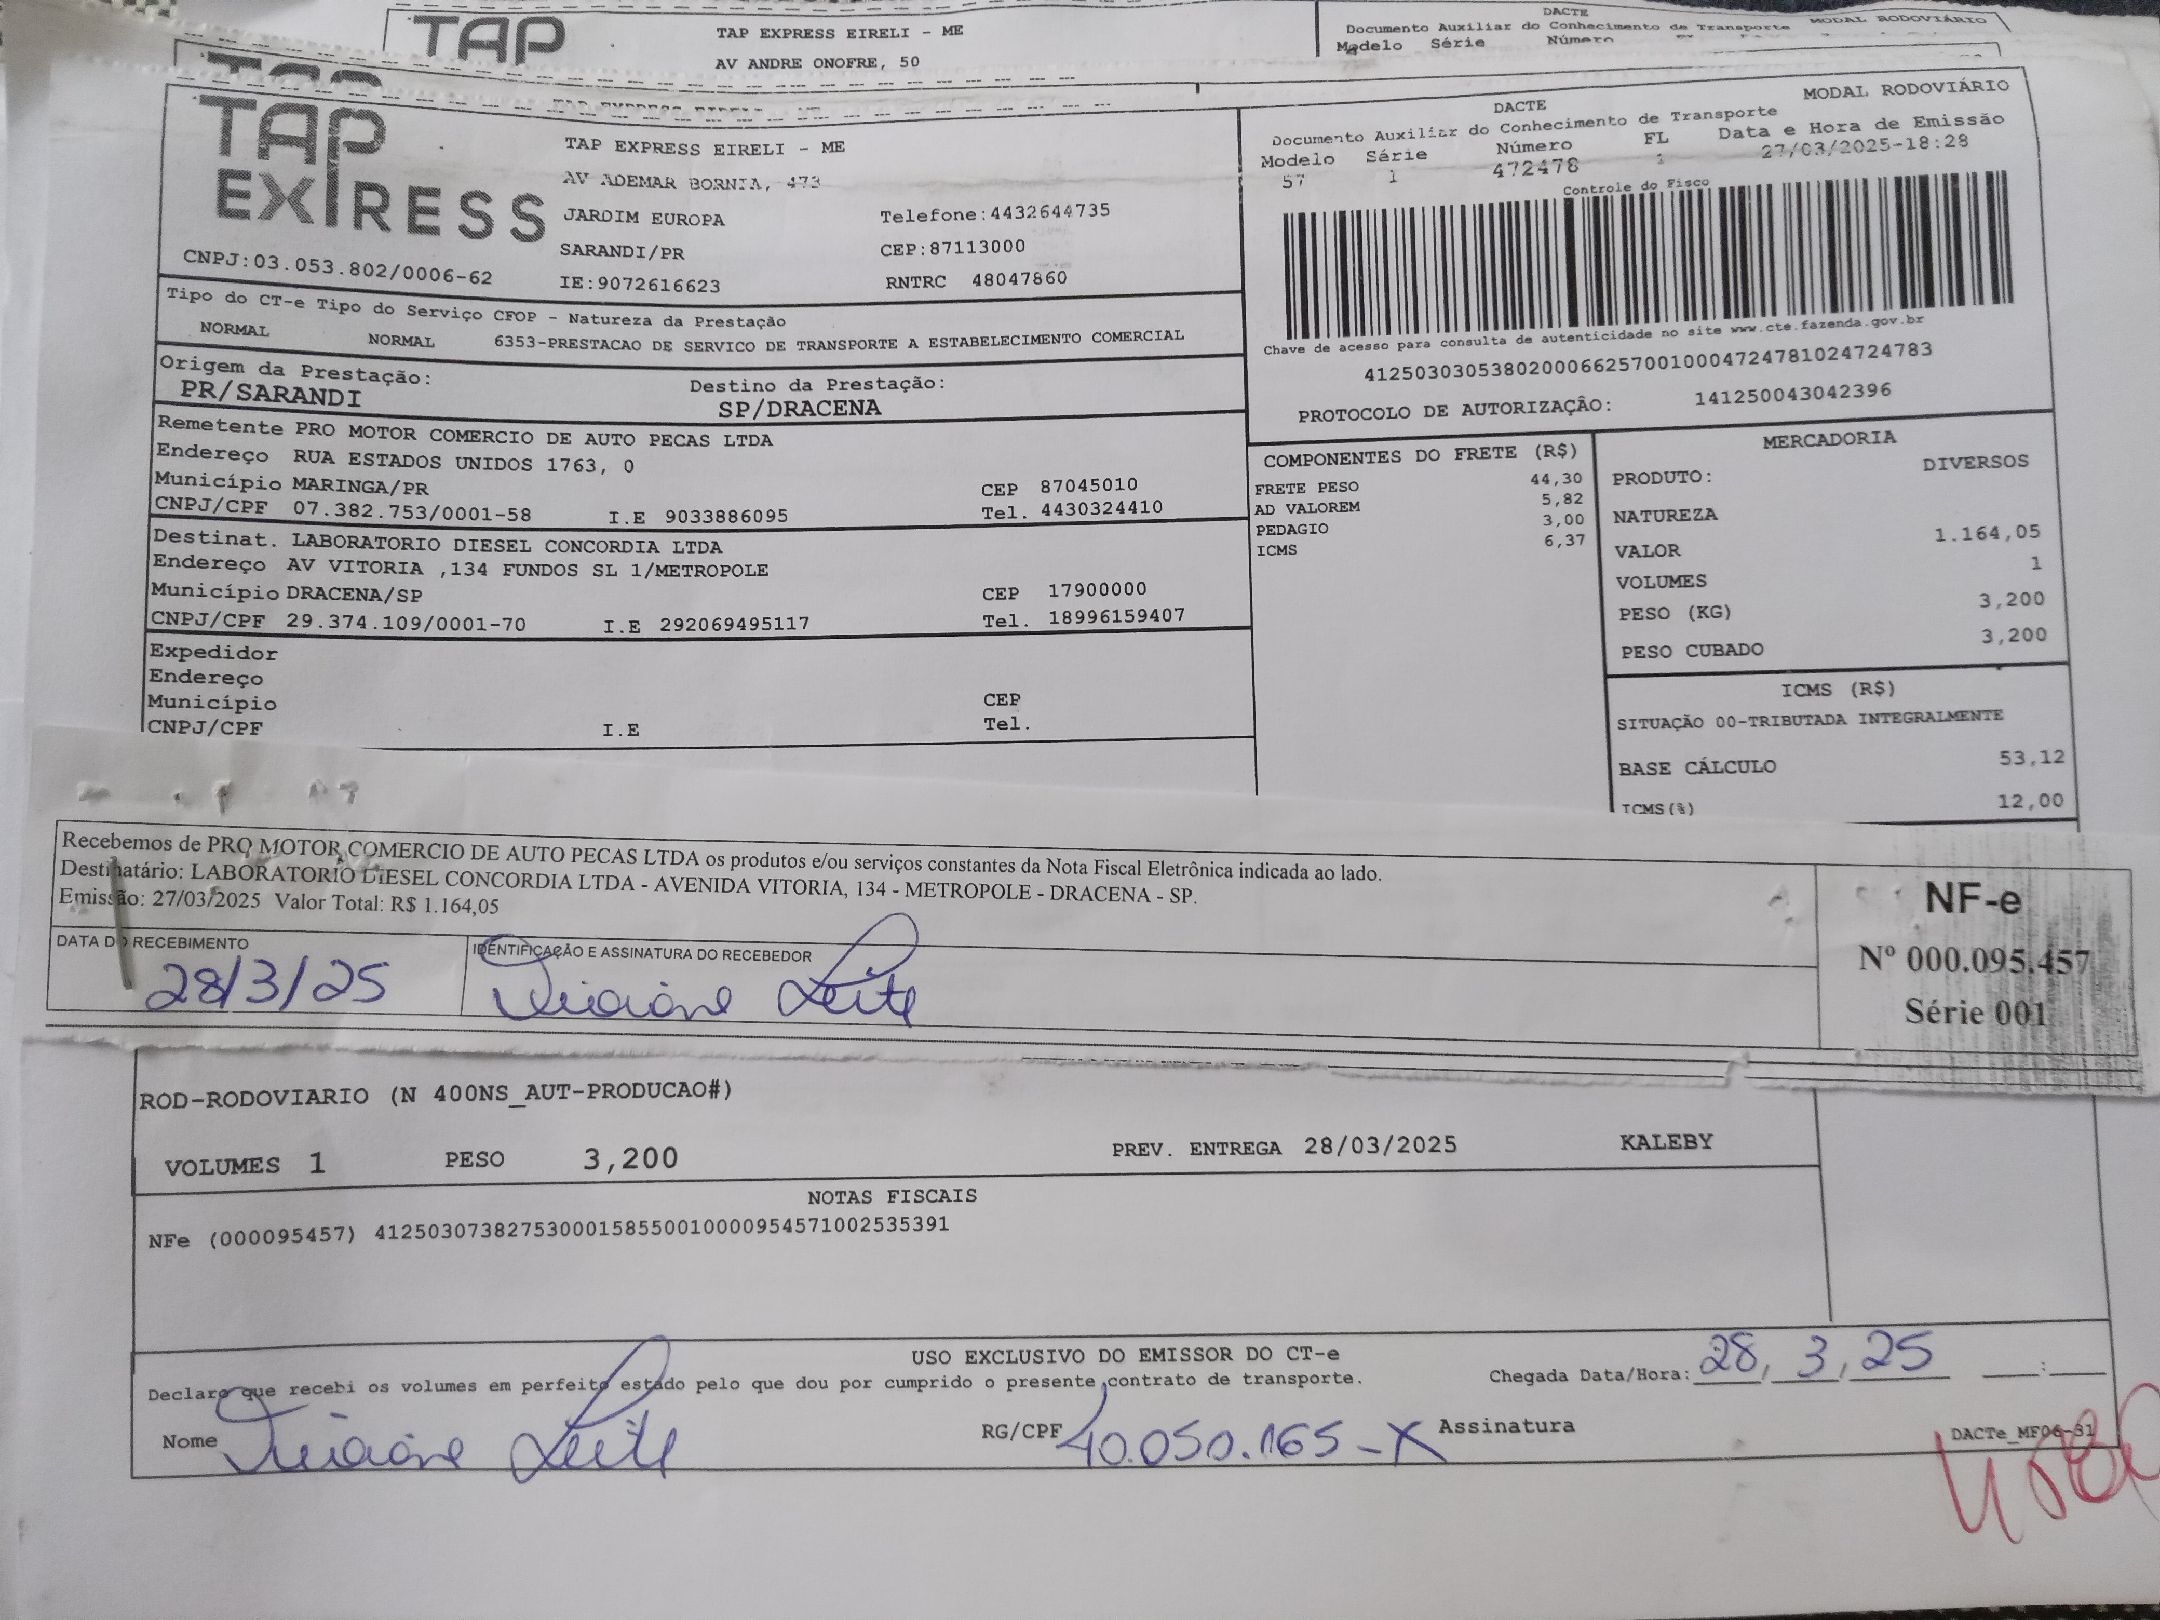 TAP
TAP EXPRESS EIRELI - ME
AV ANDRE ONOFRE, 50
DACTE
Documento Auxiliar do Conhecimento de Transporte MODAL RODOVIÁRIO
Modelo Série Número
TAP
EXPRESS
TAP EXPRESS EIRELI - ME
AV ADEMAR BORNIA, 473
JARDIM EUROPA Telefone:4432644735
SARANDI/PR CEP:87113000
CNPJ:03.053.802/0006-62 IE:9072616623 RNTRC 48047860
DACTE MODAL RODOVIÁRIO
Documento Auxiliar do Conhecimento de Transporte
Modelo Série Número FL Data e Hora de Emissão
57 1 472478 1 27/03/2025-18:28
Controle do Fisco
Chave de acesso para consulta de autenticidade no site www.cte.fazenda.gov.br
41250303053802000662570010004724781024724783
PROTOCOLO DE AUTORIZAÇÂO: 141250043042396
Tipo do CT-e Tipo do Serviço CFOP - Natureza da Prestação
NORMAL NORMAL 6353-PRESTACAO DE SERVICO DE TRANSPORTE A ESTABELECIMENTO COMERCIAL
Origem da Prestação: Destino da Prestação:
PR/SARANDI SP/DRACENA
Remetente PRO MOTOR COMERCIO DE AUTO PECAS LTDA
Endereço RUA ESTADOS UNIDOS 1763, 0
Município MARINGA/PR CEP 87045010
CNPJ/CPF 07.382.753/0001-58 I.E 9033886095 Tel. 4430324410
Destinat. LABORATORIO DIESEL CONCORDIA LTDA
Endereço AV VITORIA ,134 FUNDOS SL 1/METROPOLE
Município DRACENA/SP CEP 17900000
CNPJ/CPF 29.374.109/0001-70 I.E 292069495117 Tel. 18996159407
Expedidor
Endereço
Município CEP
CNPJ/CPF I.E Tel.
COMPONENTES DO FRETE (R$)
FRETE PESO 44,30
AD VALOREM 5,82
PEDAGIO 3,00
ICMS 6,37
MERCADORIA
PRODUTO: DIVERSOS
NATUREZA
VALOR 1.164,05
VOLUMES 1
PESO (KG) 3,200
PESO CUBADO 3,200
ICMS (R$)
SITUAÇÃO 00-TRIBUTADA INTEGRALMENTE
BASE CÁLCULO 53,12
ICMS(%) 12,00
Recebemos de PRO MOTOR COMERCIO DE AUTO PECAS LTDA os produtos e/ou serviços constantes da Nota Fiscal Eletrônica indicada ao lado.
Destinatário: LABORATORIO DIESEL CONCORDIA LTDA - AVENIDA VITORIA, 134 - METROPOLE - DRACENA - SP.
Emissão: 27/03/2025 Valor Total: R$ 1.164,05
DATA DO RECEBIMENTO IDENTIFICAÇÃO E ASSINATURA DO RECEBEDOR
28/3/25 Leite
NF-e
Nº 000.095.457
Série 001
ROD-RODOVIARIO (N 400NS_AUT-PRODUCAO#)
VOLUMES 1 PESO 3,200 PREV. ENTREGA 28/03/2025 KALEBY
NOTAS FISCAIS
NFe (000095457) 41250307382753000158550010000954571002535391
USO EXCLUSIVO DO EMISSOR DO CT-e
Declaro que recebi os volumes em perfeito estado pelo que dou por cumprido o presente contrato de transporte. Chegada Data/Hora: 28, 3, 25 :
Nome Leite RG/CPF 40.050.165-X Assinatura
DACTe_MF06-31